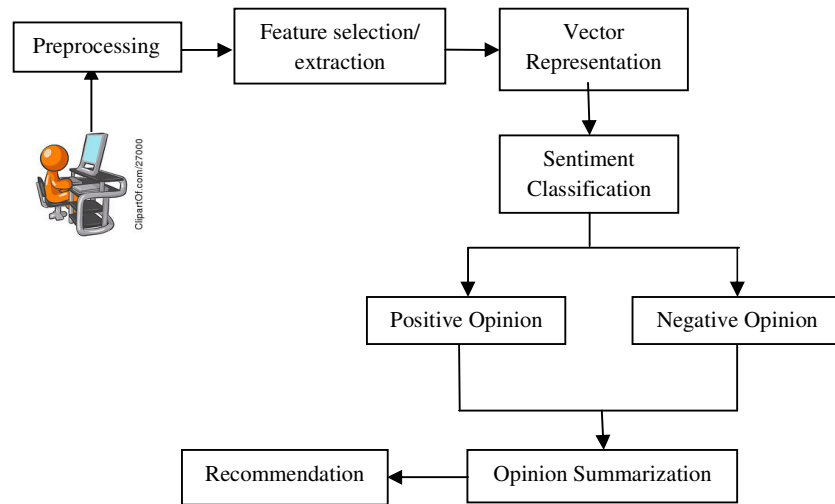 Preprocessing
Feature selection/
extraction
Vector
Representation
ClipartOf.com/27000
Sentiment
Classification
Positive Opinion
Negative Opinion
Recommendation
Opinion Summarization